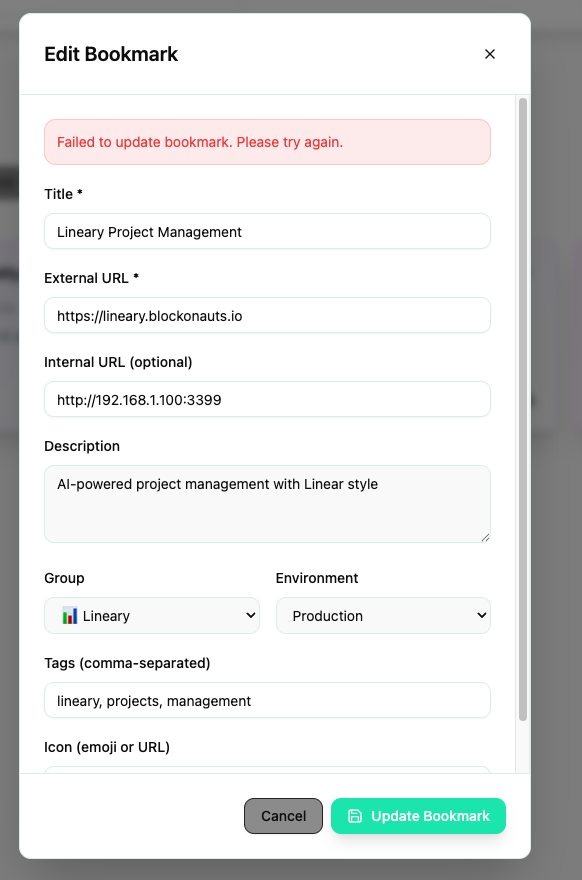 Edit Bookmark
Failed to update bookmark. Please try again.
Title *
Lineary Project Management
External URL *
https://lineary.blockonauts.io
Internal URL (optional)
http://192.168.1.100:3399
Description
AI-powered project management with Linear style
Group Environment
Lineary Production
Tags (comma-separated)
lineary, projects, management
Icon (emoji or URL)
Cancel Update Bookmark